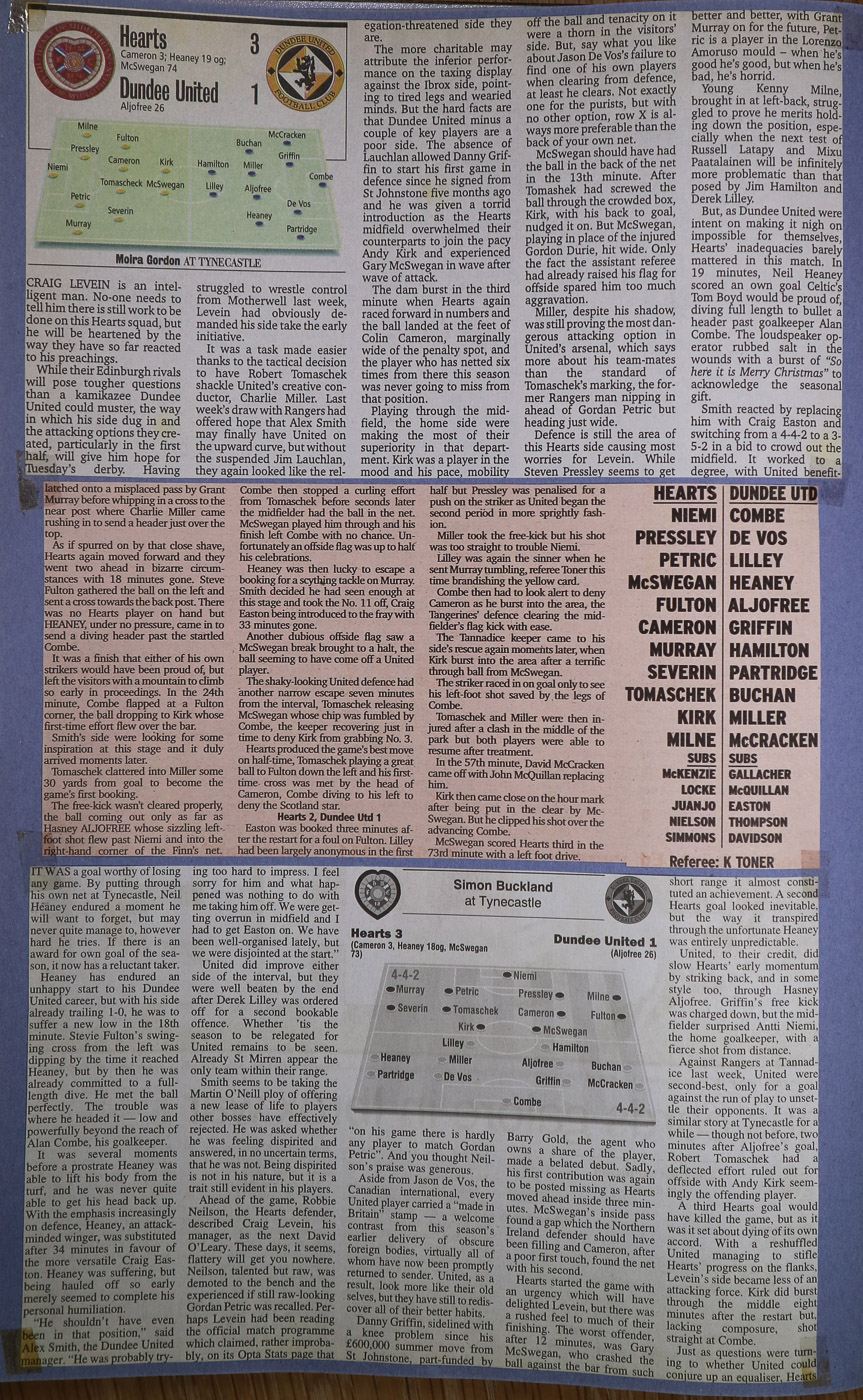 Hearts 3
Cameron 3; Heaney 19 og;
McSwegan 74
Dundee United 1
Aljofree 26
DUNDEE UNITED
FOOTBALL CLUB
Milne
Fulton
Pressley
Cameron
Kirk
Niemi
Tomascheck McSwegan
Petric
Severin
Murray
McCracken
Buchan
Griffin
Hamilton
Miller
Combe
Lilley
Aljofree
De Vos
Heaney
Partridge
Moira Gordon AT TYNECASTLE
CRAIG LEVEIN is an intel-
ligent man. No-one needs to
tell him there is still work to be
done on this Hearts squad, but
he will be heartened by the
way they have so far reacted
to his preachings.
While their Edinburgh rivals
will pose tougher questions
than a kamikazee Dundee
United could muster, the way
in which his side dug in and
the attacking options they cre-
ated, particularly in the first
half, will give him hope for
Tuesday's derby. Having
struggled to wrestle control
from Motherwell last week,
Levein had obviously de-
manded his side take the early
initiative.
It was a task made easier
thanks to the tactical decision
to have Robert Tomaschek
shackle United's creative con-
ductor, Charlie Miller. Last
week's draw with Rangers had
offered hope that Alex Smith
may finally have United on
the upward curve, but without
the suspended Jim Lauchlan,
they again looked like the rel-
egation-threatened side they
are.
The more charitable may
attribute the inferior perfor-
mance on the taxing display
against the Ibrox side, point-
ing to tired legs and wearied
minds. But the hard facts are
that Dundee United minus a
couple of key players are a
poor side. The absence of
Lauchlan allowed Danny Grif-
fin to start his first game in
defence since he signed from
St Johnstone five months ago
and he was given a torrid
introduction as the Hearts
midfield overwhelmed their
counterparts to join the pacy
Andy Kirk and experienced
Gary McSwegan in wave after
wave of attack.
The dam burst in the third
minute when Hearts again
raced forward in numbers and
the ball landed at the feet of
Colin Cameron, marginally
wide of the penalty spot, and
the player who has netted six
times from there this season
was never going to miss from
that position.
Playing through the mid-
field, the home side were
making the most of their
superiority in that depart-
ment. Kirk was a player in the
mood and his pace, mobility
off the ball and tenacity on it
were a thorn in the visitors'
side. But, say what you like
about Jason De Vos's failure to
find one of his own players
when clearing from defence,
at least he clears. Not exactly
one for the purists, but with
no other option, row X is al-
ways more preferable than the
back of your own net.
McSwegan should have had
the ball in the back of the net
in the 13th minute. After
Tomashek had screwed the
ball through the crowded box,
Kirk, with his back to goal,
nudged it on. But McSwegan,
playing in place of the injured
Gordon Durie, hit wide. Only
the fact the assistant referee
had already raised his flag for
offside spared him too much
aggravation.
Miller, despite his shadow,
was still proving the most dan-
gerous attacking option in
United's arsenal, which says
more about his team-mates
than the standard of
Tomaschek's marking, the for-
mer Rangers man nipping in
ahead of Gordan Petric but
heading just wide.
Defence is still the area of
this Hearts side causing most
worries for Levein. While
Steven Pressley seems to get
better and better, with Grant
Murray on for the future, Pet-
ric is a player in the Lorenzo
Amoruso mould – when he's
good he's good, but when he's
bad, he's horrid.
Young Kenny Milne,
brought in at left-back, strug-
gled to prove he merits hold-
ing down the position, espe-
cially when the next test of
Russell Latapy and Mixu
Paatalainen will be infinitely
more problematic than that
posed by Jim Hamilton and
Derek Lilley.
But, as Dundee United were
intent on making it nigh on
impossible for themselves,
Hearts' inadequacies barely
mattered in this match. In
19 minutes, Neil Heaney
scored an own goal Celtic's
Tom Boyd would be proud of,
diving full length to bullet a
header past goalkeeper Alan
Combe. The loudspeaker op-
erator rubbed salt in the
wounds with a burst of “So
here it is Merry Christmas” to
acknowledge the seasonal
gift.
Smith reacted by replacing
him with Craig Easton and
switching from a 4-4-2 to a 3-
5-2 in a bid to crowd out the
midfield. It worked to a
degree, with United benefit-
latched onto a misplaced pass by Grant
Murray before whipping in a cross to the
near post where Charlie Miller came
rushing in to send a header just over the
top.
As if spurred on by that close shave,
Hearts again moved forward and they
went two ahead in bizarre circum-
stances with 18 minutes gone. Steve
Fulton gathered the ball on the left and
sent a cross towards the back post. There
was no Hearts player on hand but
HEANEY, under no pressure, came in to
send a diving header past the startled
Combe.
It was a finish that either of his own
strikers would have been proud of, but
left the visitors with a mountain to climb
so early in proceedings. In the 24th
minute, Combe flapped at a Fulton
corner, the ball dropping to Kirk whose
first-time effort flew over the bar.
Smith's side were looking for some
inspiration at this stage and it duly
arrived moments later.
Tomaschek clattered into Miller some
30 yards from goal to become the
game's first booking.
The free-kick wasn't cleared properly,
the ball coming out only as far as
Hasney ALJOFREE whose sizzling left-
foot shot flew past Niemi and into the
right-hand corner of the Finn's net.
Combe then stopped a curling effort
from Tomaschek before seconds later
the midfielder had the ball in the net.
McSwegan played him through and his
finish left Combe with no chance. Un-
fortunately an offside flag was up to halt
his celebrations.
Heaney was then lucky to escape a
booking for a scything tackle on Murray.
Smith decided he had seen enough at
this stage and took the No. 11 off, Craig
Easton being introduced to the fray with
33 minutes gone.
Another dubious offside flag saw a
McSwegan break brought to a halt, the
ball seeming to have come off a United
player.
The shaky-looking United defence had
another narrow escape seven minutes
from the interval, Tomaschek releasing
McSwegan whose chip was fumbled by
Combe, the keeper recovering just in
time to deny Kirk from grabbing No. 3.
Hearts produced the game's best move
on half-time, Tomaschek playing a great
ball to Fulton down the left and his first-
time cross was met by the head of
Cameron, Combe diving to his left to
deny the Scotland star.
Hearts 2, Dundee Utd 1
Easton was booked three minutes af-
ter the restart for a foul on Fulton. Lilley
had been largely anonymous in the first
half but Pressley was penalised for a
push on the striker as United began the
second period in more sprightly fash-
ion.
Miller took the free-kick but his shot
was too straight to trouble Niemi.
Lilley was again the sinner when he
sent Murray tumbling, referee Toner this
time brandishing the yellow card.
Combe then had to look alert to deny
Cameron as he burst into the area, the
Tangerines' defence clearing the mid-
fielder's flag kick with ease.
The Tannadice keeper came to his
side's rescue again moments later, when
Kirk burst into the area after a terrific
through ball from McSwegan.
The striker raced in on goal only to see
his left-foot shot saved by the legs of
Combe.
Tomaschek and Miller were then in-
jured after a clash in the middle of the
park but both players were able to
resume after treatment.
In the 57th minute, David McCracken
came off with John McQuillan replacing
him.
Kirk then came close on the hour mark
after being put in the clear by Mc-
Swegan. But he clipped his shot over the
advancing Combe.
McSwegan scored Hearts third in the
73rd minute with a left foot drive.
HEARTS DUNDEE UTD
NIEMI COMBE
PRESSLEY DE VOS
PETRIC LILLEY
McSWEGAN HEANEY
FULTON ALJOFREE
CAMERON GRIFFIN
MURRAY HAMILTON
SEVERIN PARTRIDGE
TOMASCHEK BUCHAN
KIRK MILLER
MILNE McCRACKEN
SUBS SUBS
McKENZIE GALLACHER
LOCKE McQUILLAN
JUANJO EASTON
NIELSON THOMPSON
SIMMONS DAVIDSON
Referee: K TONER
IT WAS a goal worthy of losing
any game. By putting through
his own net at Tynecastle, Neil
Heaney endured a moment he
will want to forget, but may
never quite manage to, however
hard he tries. If there is an
award for own goal of the sea-
son, it now has a reluctant taker.
Heaney has endured an
unhappy start to his Dundee
United career, but with his side
already trailing 1-0, he was to
suffer a new low in the 18th
minute. Stevie Fulton's swing-
ing cross from the left was
dipping by the time it reached
Heaney, but by then he was
already committed to a full-
length dive. He met the ball
perfectly. The trouble was
where he headed it — low and
powerfully beyond the reach of
Alan Combe, his goalkeeper.
It was several moments
before a prostrate Heaney was
able to lift his body from the
turf, and he was never quite
able to get his head back up.
With the emphasis increasingly
on defence, Heaney, an attack-
minded winger, was substituted
after 34 minutes in favour of
the more versatile Craig Eas-
ton. Heaney was suffering, but
being hauled off so early
merely seemed to complete his
personal humiliation.
“He shouldn't have even
been in that position,” said
Alex Smith, the Dundee United
manager. “He was probably try-
ing too hard to impress. I feel
sorry for him and what hap-
pened was nothing to do with
me taking him off. We were get-
ting overrun in midfield and I
had to get Easton on. We have
been well-organised lately, but
we were disjointed at the start.”
United did improve either
side of the interval, but they
were well beaten by the end
after Derek Lilley was ordered
off for a second bookable
offence. Whether 'tis the
season to be relegated for
United remains to be seen.
Already St Mirren appear the
only team within their range.
Smith seems to be taking the
Martin O'Neill ploy of offering
a new lease of life to players
other bosses have effectively
rejected. He was asked whether
he was feeling dispirited and
answered, in no uncertain terms,
that he was not. Being dispirited
is not in his nature, but it is a
trait still evident in his players.
Ahead of the game, Robbie
Neilson, the Hearts defender,
described Craig Levein, his
manager, as the next David
O'Leary. These days, it seems,
flattery will get you nowhere.
Neilson, talented but raw, was
demoted to the bench and the
experienced if still raw-looking
Gordan Petric was recalled. Per-
haps Levein had been reading
the official match programme
which claimed, rather improba-
bly, on its Opta Stats page that
Simon Buckland
at Tynecastle
Hearts 3
(Cameron 3, Heaney 18og, McSwegan
73)
Dundee United 1
(Aljofree 26)
4-4-2
Niemi
Murray
Petric
Pressley
Milne
Severin
Tomaschek
Cameron
Fulton
Kirk
McSwegan
Lilley
Hamilton
Heaney
Miller
Aljofree
Buchan
Partridge
De Vos
Griffin
McCracken
Combe
4-4-2
“on his game there is hardly
any player to match Gordan
Petric”. And you thought Neil-
son's praise was generous.
Aside from Jason de Vos, the
Canadian international, every
United player carried a “made in
Britain” stamp — a welcome
contrast from this season's
earlier delivery of obscure
foreign bodies, virtually all of
whom have now been promptly
returned to sender. United, as a
result, look more like their old
selves, but they have still to redis-
cover all of their better habits.
Danny Griffin, sidelined with
a knee problem since his
£600,000 summer move from
St Johnstone, part-funded by
Barry Gold, the agent who
owns a share of the player,
made a belated debut. Sadly,
his first contribution was again
to be posted missing as Hearts
moved ahead inside three min-
utes. McSwegan's inside pass
found a gap which the Northern
Ireland defender should have
been filling and Cameron, after
a poor first touch, found the net
with his second.
Hearts started the game with
an urgency which will have
delighted Levein, but there was
a rushed feel to much of their
finishing. The worst offender,
after 12 minutes, was Gary
McSwegan, who crashed the
ball against the bar from such
short range it almost consti-
tuted an achievement. A second
Hearts goal looked inevitable,
but the way it transpired
through the unfortunate Heaney
was entirely unpredictable.
United, to their credit, did
slow Hearts' early momentum
by striking back, and in some
style too, through Hasney
Aljofree. Griffin's free kick
was charged down, but the mid-
fielder surprised Antti Niemi,
the home goalkeeper, with a
fierce shot from distance.
Against Rangers at Tannad-
ice last week, United were
second-best, only for a goal
against the run of play to unset-
tle their opponents. It was a
similar story at Tynecastle for a
while — though not before, two
minutes after Aljofree's goal,
Robert Tomaschek had a
deflected effort ruled out for
offside with Andy Kirk seem-
ingly the offending player.
A third Hearts goal would
have killed the game, but as it
was it set about dying of its own
accord. With a reshuffled
United managing to stifle
Hearts' progress on the flanks,
Levein's side became less of an
attacking force. Kirk did burst
through the middle eight
minutes after the restart but,
lacking composure, shot
straight at Combe.
Just as questions were turn-
ing to whether United could
conjure up an equaliser, Hearts